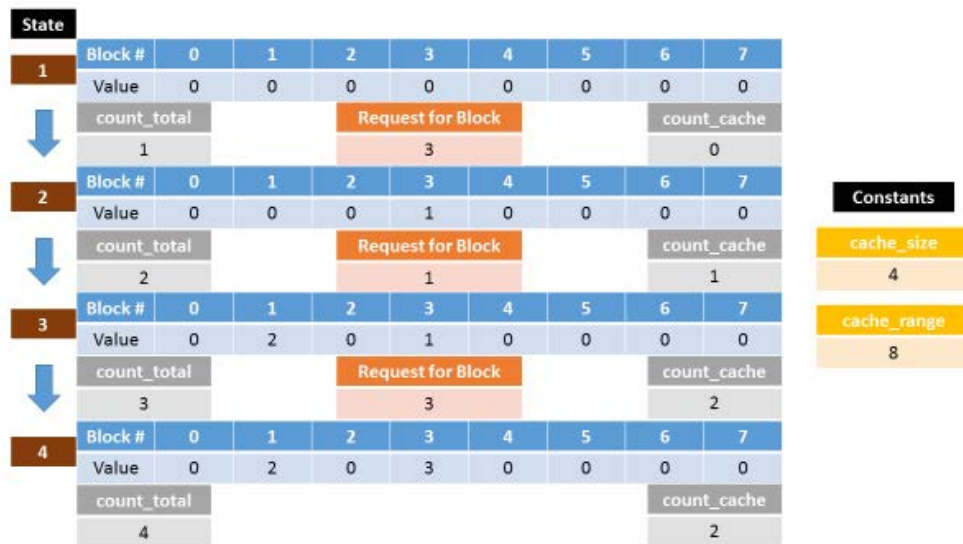 State
1
Block # 0 1 2 3 4 5 6 7
Value 0 0 0 0 0 0 0 0
count_total Request for Block count_cache
1 3 0
2
Block # 0 1 2 3 4 5 6 7
Value 0 0 0 1 0 0 0 0
count_total Request for Block count_cache
2 1 1
3
Block # 0 1 2 3 4 5 6 7
Value 0 2 0 1 0 0 0 0
count_total Request for Block count_cache
3 3 2
4
Block # 0 1 2 3 4 5 6 7
Value 0 2 0 3 0 0 0 0
count_total count_cache
4 2
Constants
cache_size
4
cache_range
8